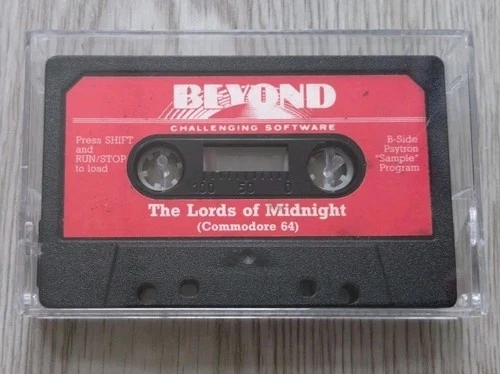 BEYOND
CHALLENGING SOFTWARE
Press SHIFT
and
RUN/STOP
to load
B-Side
Psytron
"Sample"
Program
100 50 0
The Lords of Midnight
(Commodore 64)